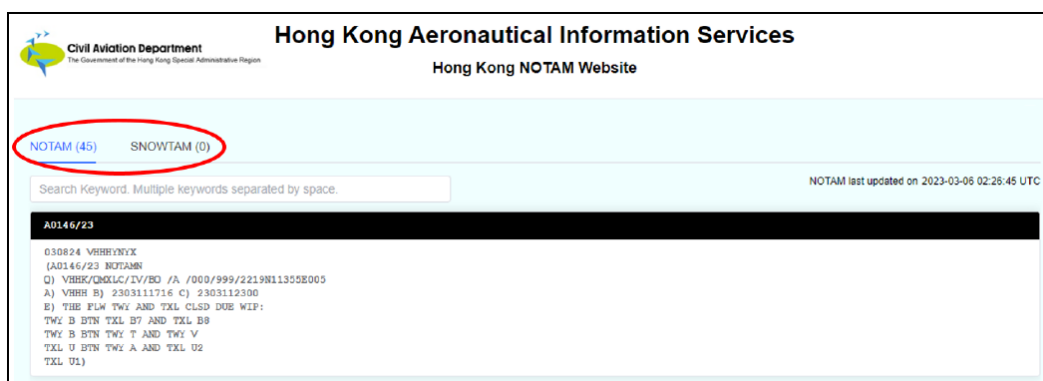 Hong Kong Aeronautical Information Services
Civil Aviation Department
The Government of the Hong Kong Special Administrative Region
Hong Kong NOTAM Website
NOTAM (45) SNOWTAM (0)
Search Keyword. Multiple keywords separated by space.
NOTAM last updated on 2023-03-06 02:26:45 UTC
A0146/23
030824 VHHHYNYX
(A0146/23 NOTAMN
Q) VHHK/QMXLC/IV/BO /A /000/999/2219N11355E005
A) VHHH B) 2303111716 C) 2303112300
E) THE FLW TWY AND TXL CLSD DUE WIP:
TWY B BTN TXL B7 AND TXL B8
TWY B BTN TWY T AND TWY V
TXL U BTN TWY A AND TXL U2
TXL U1)